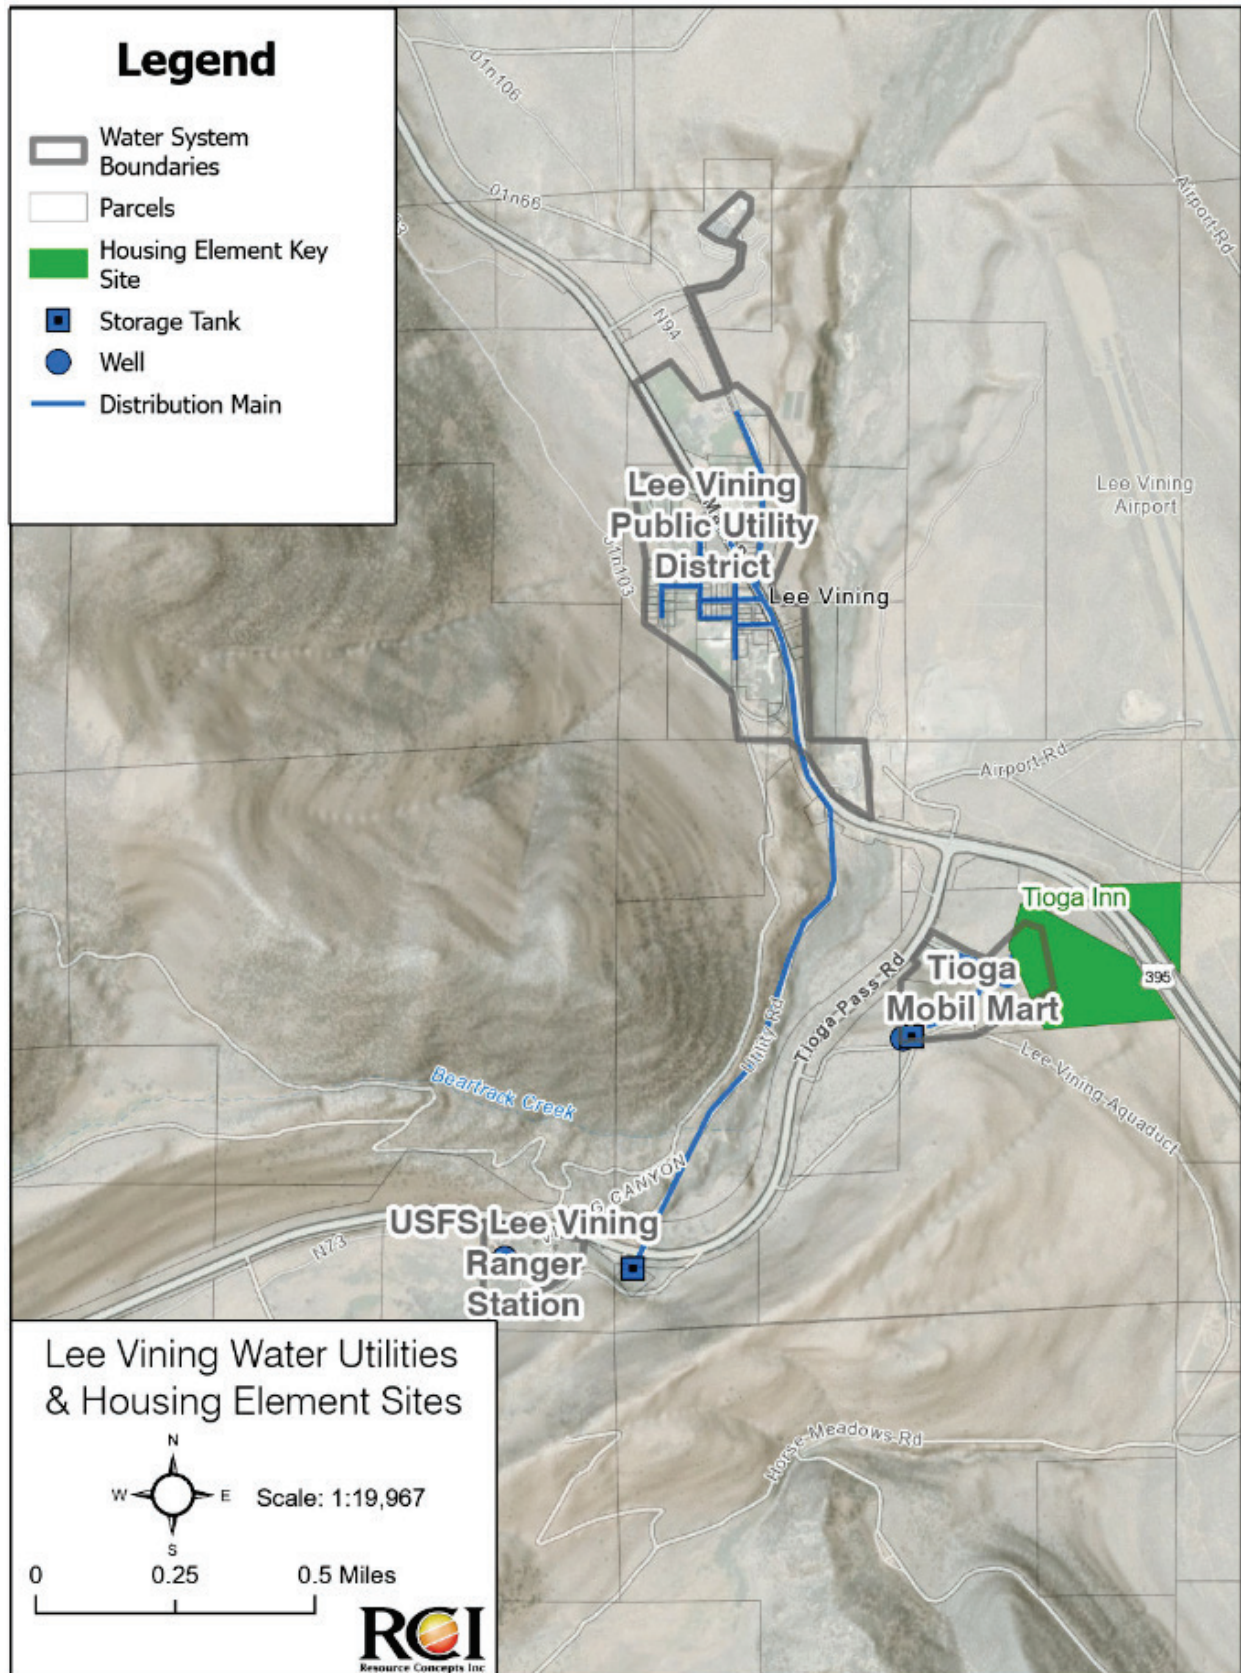 Legend
Water System
Boundaries
Parcels
Housing Element Key
Site
Storage Tank
Well
Distribution Main
01n106
Airport Rd
01n66
N94
Lee Vining
Public Utility
District
Lee Vining
Airport
01n103
Lee Vining
Airport Rd
Tioga Inn
395
Tioga
Mobil Mart
Tioga Pass Rd
Utility Rd
Lee Vining Aquaduct
Beartrack Creek
CANYON
USFS Lee Vining
Ranger
Station
N73
Horse Meadows Rd
Lee Vining Water Utilities
& Housing Element Sites
N
W E
S
Scale: 1:19,967
0 0.25 0.5 Miles
RCI
Resource Concepts Inc